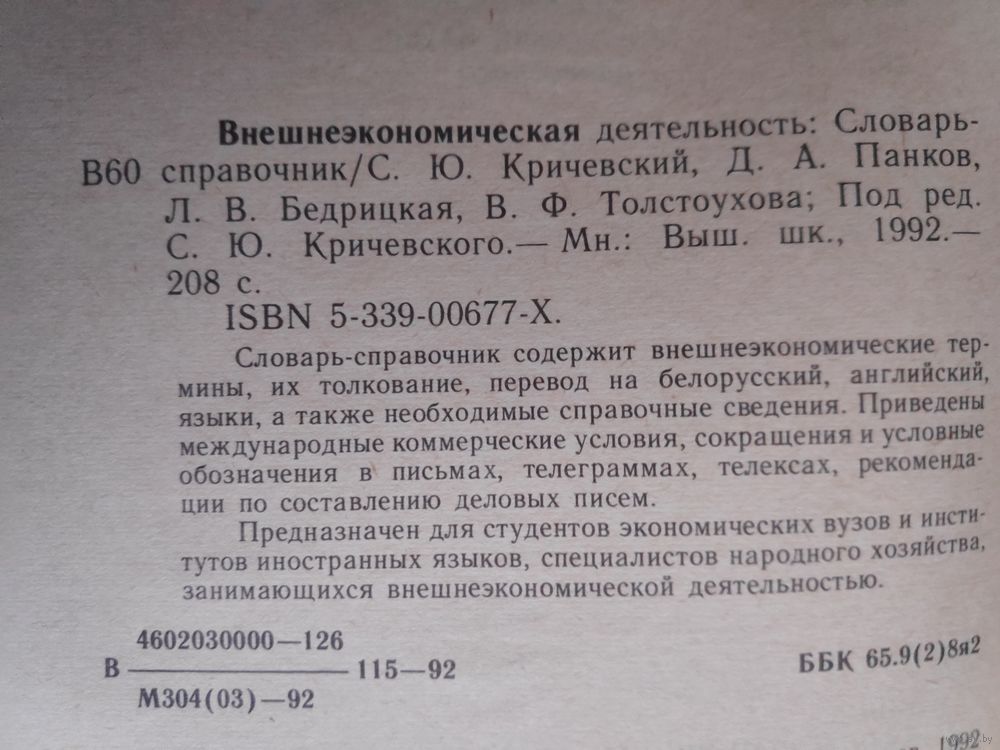 Внешнеэкономическая деятельность: Словарь-
В60 справочник/С. Ю. Кричевский, Д. А. Панков,
Л. В. Бедрицкая, В. Ф. Толстоухова; Под ред.
С. Ю. Кричевского.— Мн.: Выш. шк., 1992.—
208 с.
ISBN 5-339-00677-X.
Словарь-справочник содержит внешнеэкономические тер-
мины, их толкование, перевод на белорусский, английский,
языки, а также необходимые справочные сведения. Приведены
международные коммерческие условия, сокращения и условные
обозначения в письмах, телеграммах, телексах, рекоменда-
ции по составлению деловых писем.
Предназначен для студентов экономических вузов и инсти-
тутов иностранных языков, специалистов народного хозяйства,
занимающихся внешнеэкономической деятельностью.
4602030000—126
В ——— 115—92
М304(03)—92
ББК 65.9(2)8я2
1992